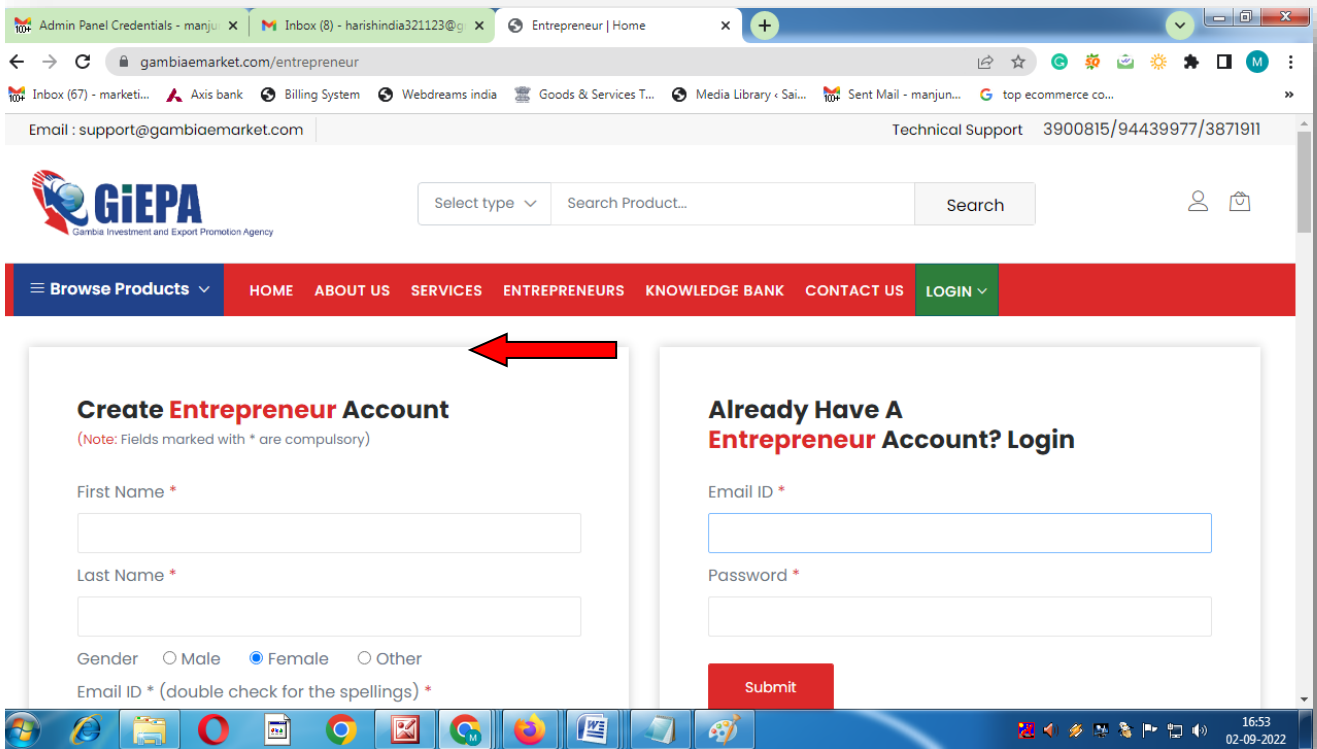 Admin Panel Credentials - manju
Inbox (8) - harishindia321123@g
Entrepreneur | Home
gambiaemarket.com/entrepreneur
M
Inbox (67) - marketi...
Axis bank
Billing System
Webdreams india
Goods & Services T...
Media Library ‹ Sai...
Sent Mail - manjun...
top ecommerce co...
»
Email : support@gambiaemarket.com
Technical Support 3900815/94439977/3871911
GiEPA
Gambia Investment and Export Promotion Agency
Select type
Search Product...
Search
Browse Products
HOME ABOUT US SERVICES ENTREPRENEURS KNOWLEDGE BANK CONTACT US LOGIN
Create Entrepreneur Account
(Note: Fields marked with * are compulsory)
First Name *
Last Name *
Gender Male Female Other
Email ID * (double check for the spellings) *
Already Have A
Entrepreneur Account? Login
Email ID *
Password *
Submit
16:53
02-09-2022